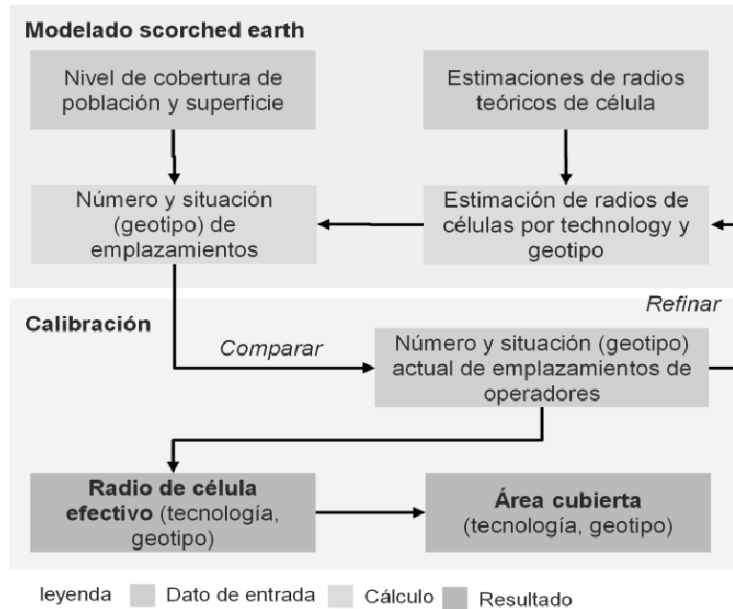 Modelado scorched earth
Nivel de cobertura de
población y superficie
Estimaciones de radios
teóricos de célula
Número y situación
(geotipo) de
emplazamientos
Estimación de radios de
células por technology y
geotipo
Refinar
Calibración
Comparar
Número y situación (geotipo)
actual de emplazamientos de
operadores
Radio de célula
efectivo (tecnología,
geotipo)
Área cubierta
(tecnología, geotipo)
leyenda
Dato de entrada
Cálculo
Resultado